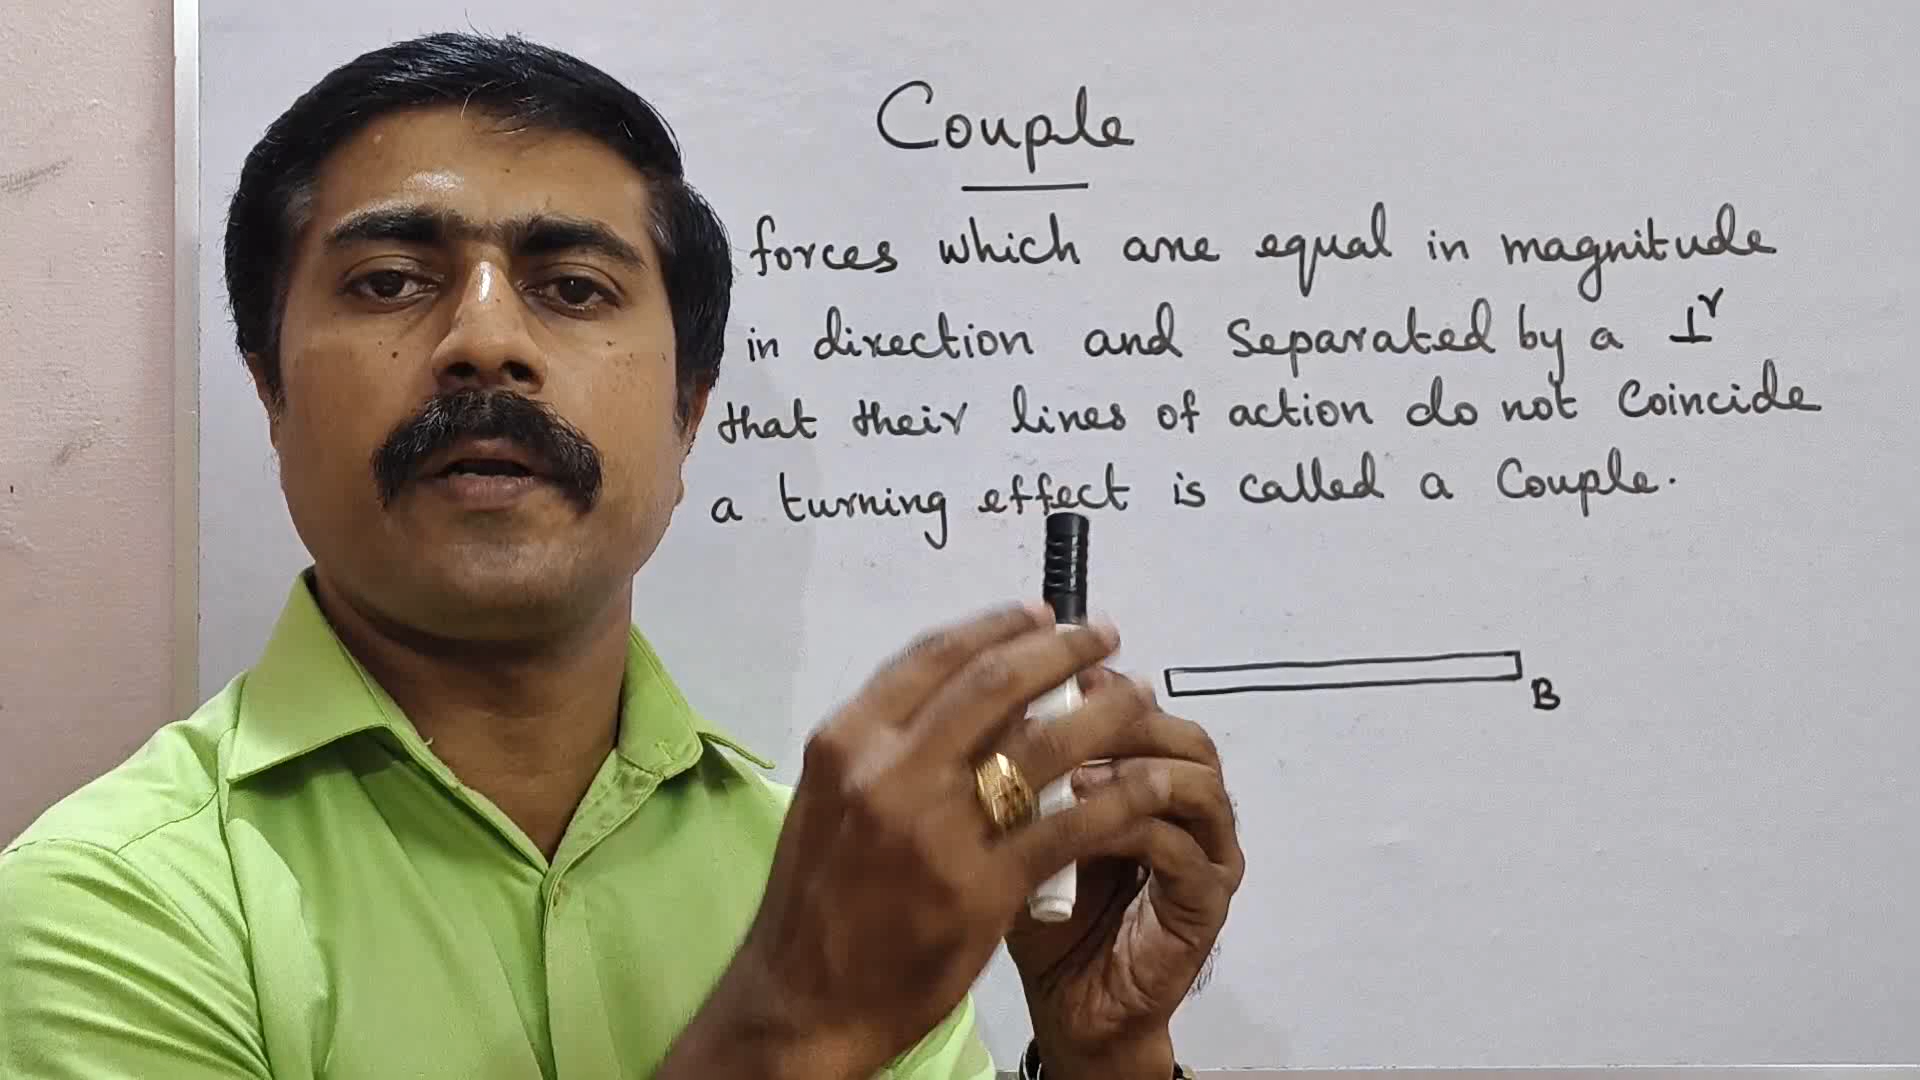 Couple
forces which are equal in magnitude
in direction and separated by a ⊥r
that their lines of action do not coincide
a turning effect is called a Couple.
B